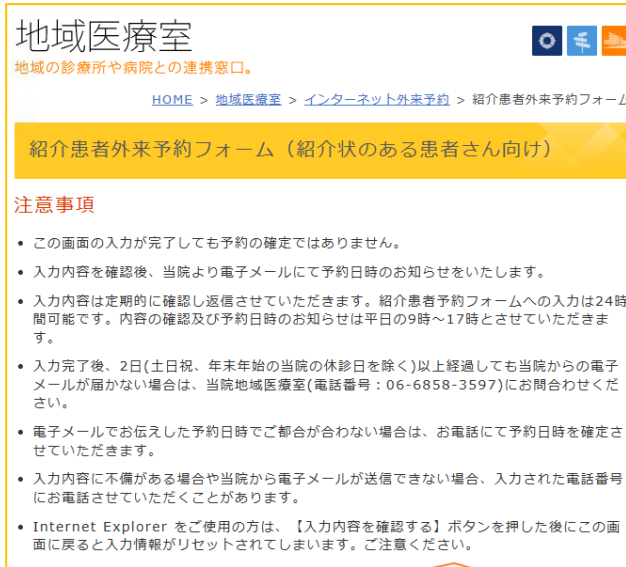 地域医療室
地域の診療所や病院との連携窓口。
HOME > 地域医療室 > インターネット外来予約 > 紹介患者外来予約フォーム
紹介患者外来予約フォーム（紹介状のある患者さん向け）
注意事項
• この画面の入力が完了しても予約の確定ではありません。
• 入力内容を確認後、当院より電子メールにて予約日時のお知らせをいたします。
• 入力内容は定期的に確認し返信させていただきます。紹介患者予約フォームへの入力は24時
間可能です。内容の確認及び予約日時のお知らせは平日の9時～17時とさせていただきま
す。
• 入力完了後、2日(土日祝、年末年始の当院の休診日を除く)以上経過しても当院からの電子
メールが届かない場合は、当院地域医療室(電話番号：06-6858-3597)にお問合わせくだ
さい。
• 電子メールでお伝えした予約日時でご都合が合わない場合は、お電話にて予約日時を確定さ
せていただきます。
• 入力内容に不備がある場合や当院から電子メールが送信できない場合、入力された電話番号
にお電話させていただくことがあります。
• Internet Explorer をご使用の方は、【入力内容を確認する】ボタンを押した後にこの画
面に戻ると入力情報がリセットされてしまいます。ご注意ください。